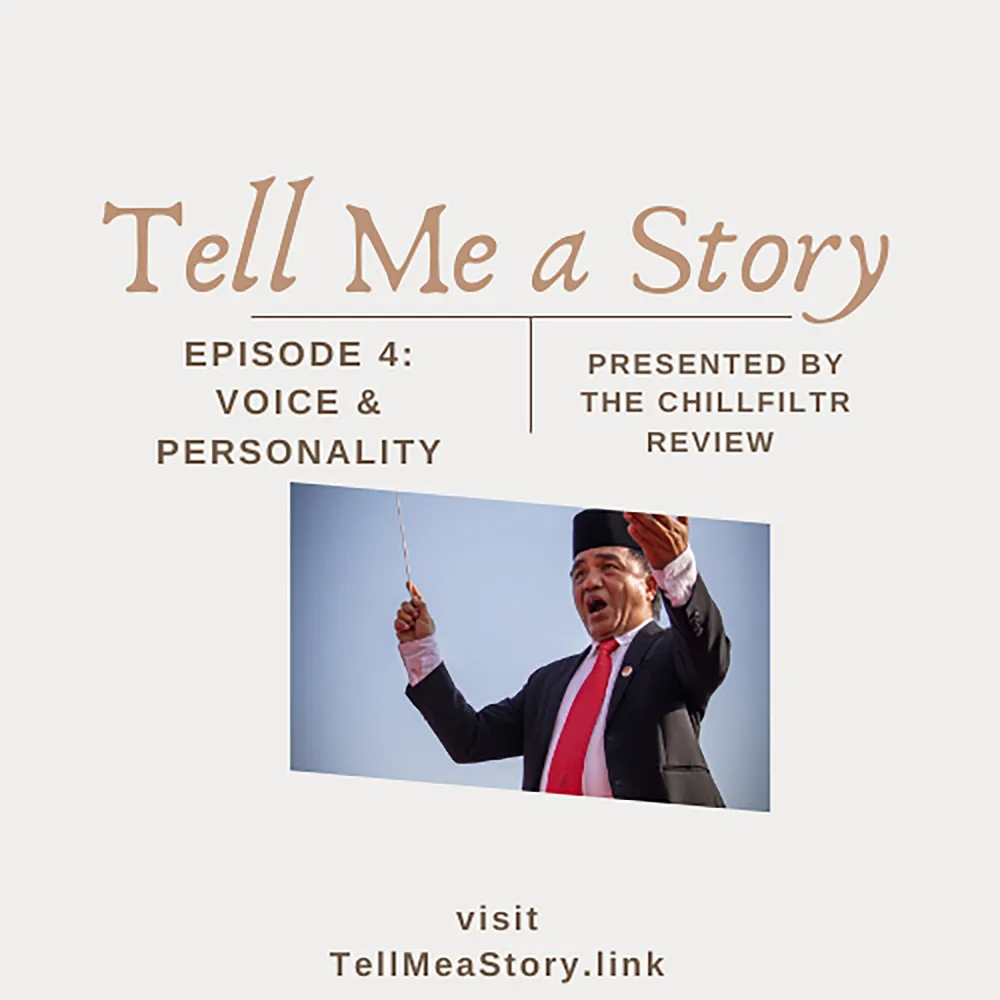 Tell Me a Story
EPISODE 4:
VOICE &
PERSONALITY
PRESENTED BY
THE CHILLFILTR
REVIEW
visit
TellMeaStory.link